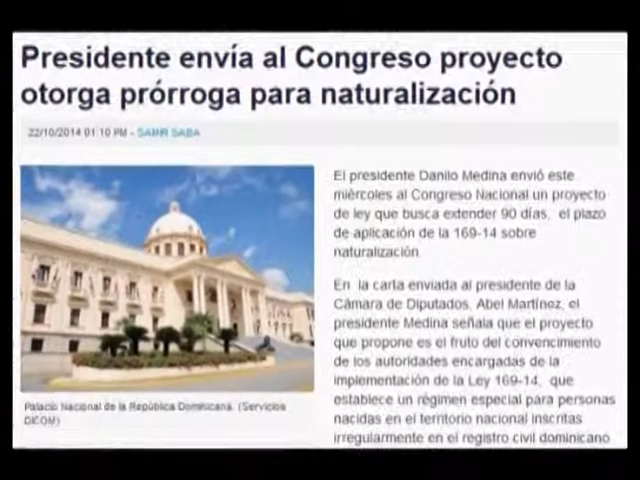 Presidente envía al Congreso proyecto
otorga prórroga para naturalización
22/10/2014 01:10 PM - SAMIR SABA
El presidente Danilo Medina envió este
miércoles al Congreso Nacional un proyecto
de ley que busca extender 90 días, el plazo
de aplicación de la 169-14 sobre
naturalización.
En la carta enviada al presidente de la
Cámara de Diputados, Abel Martínez, el
presidente Medina señala que el proyecto
que propone es el fruto del convencimiento
de los autoridades encargadas de la
implementación de la Ley 169-14, que
establece un régimen especial para personas
nacidas en el territorio nacional inscritas
irregularmente en el registro civil dominicano
Palacio Nacional de la República Dominicana. (Servicios
DICOM)